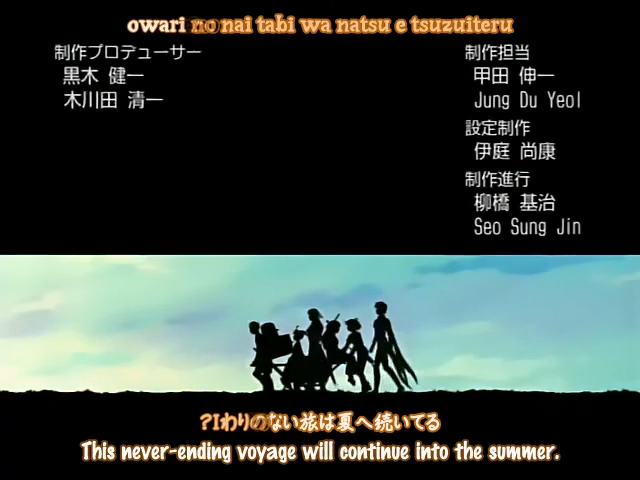 owari no nai tabi wa natsu e tsuzuiteru
制作プロデューサー
黒木 健一
木川田 清一
制作担当
甲田 伸一
Jung Du Yeol
設定制作
伊庭 尚康
制作進行
柳橋 基治
Seo Sung Jin
?Iわりのない旅は夏へ続いてる
This never-ending voyage will continue into the summer.